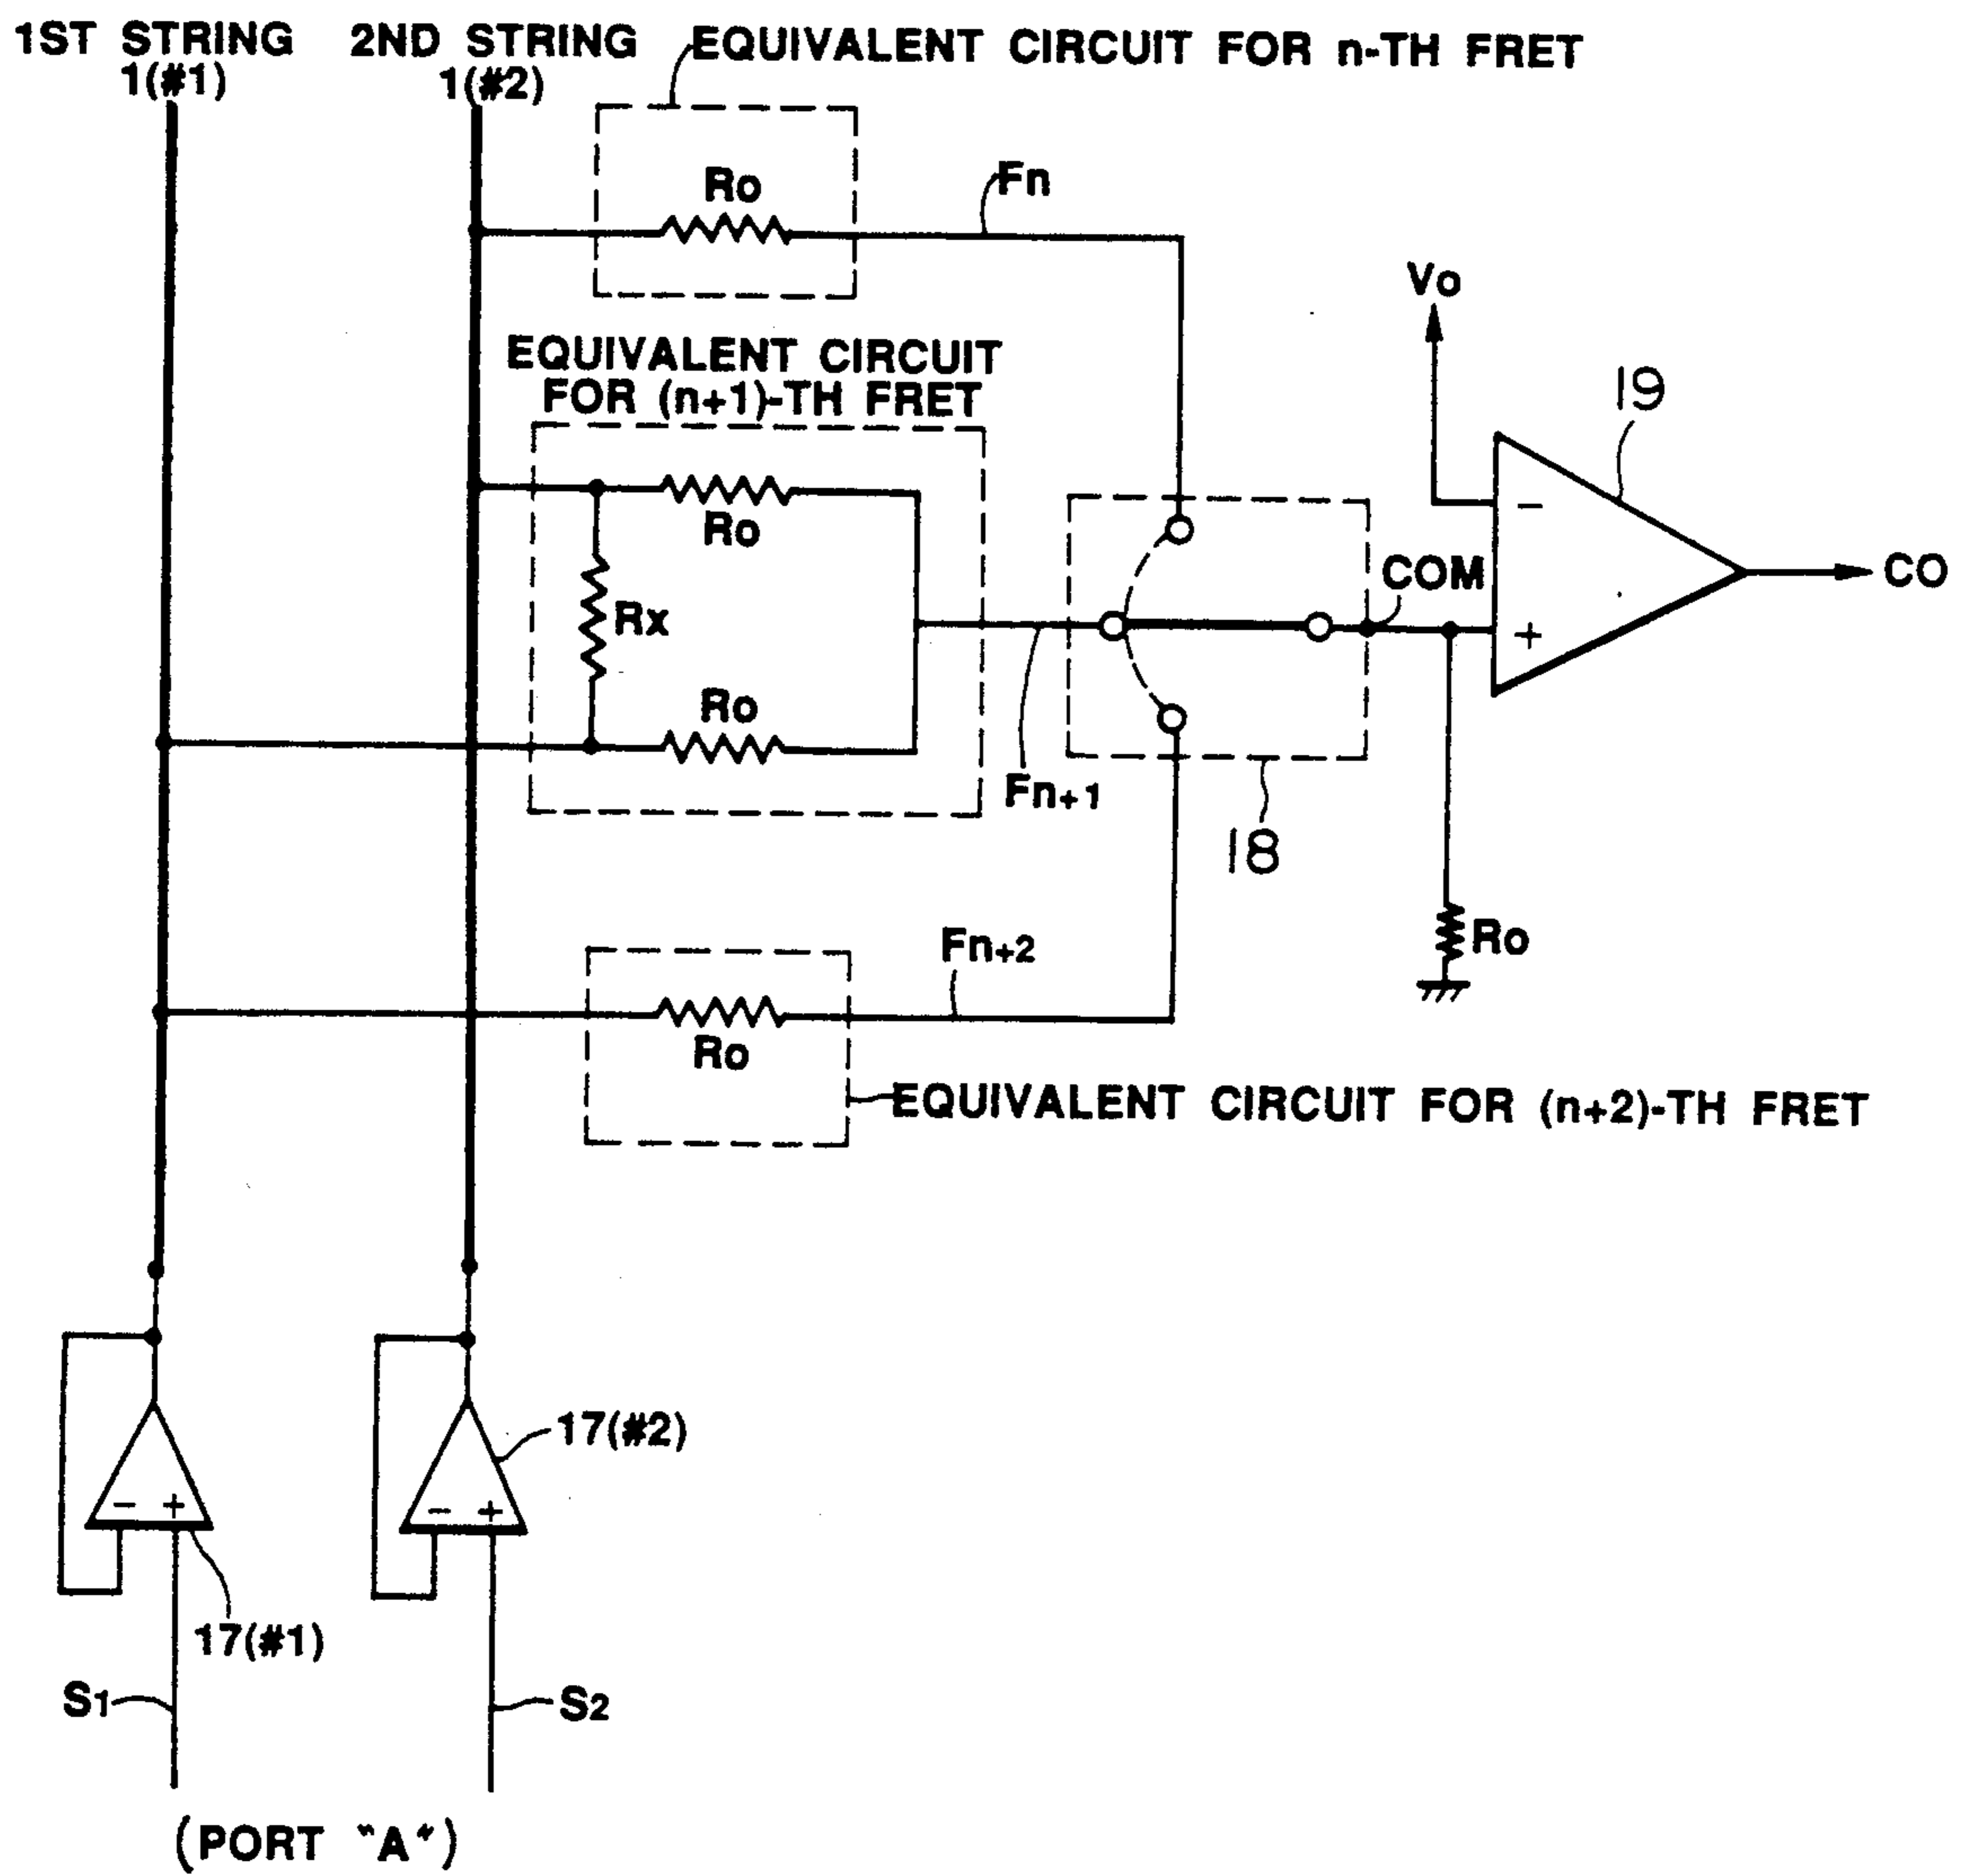 1ST STRING
1(#1)
2ND STRING
1(#2)
EQUIVALENT CIRCUIT FOR n-TH FRET
Ro
Fn
Vo
EQUIVALENT CIRCUIT
FOR (n+1)-TH FRET
19
Ro
−
COM
CO
Rx
+
Ro
Fn+1
18
Ro
Fn+2
Ro
EQUIVALENT CIRCUIT FOR (n+2)-TH FRET
17(#2)
− +
− +
17(#1)
S1
S2
(PORT "A")